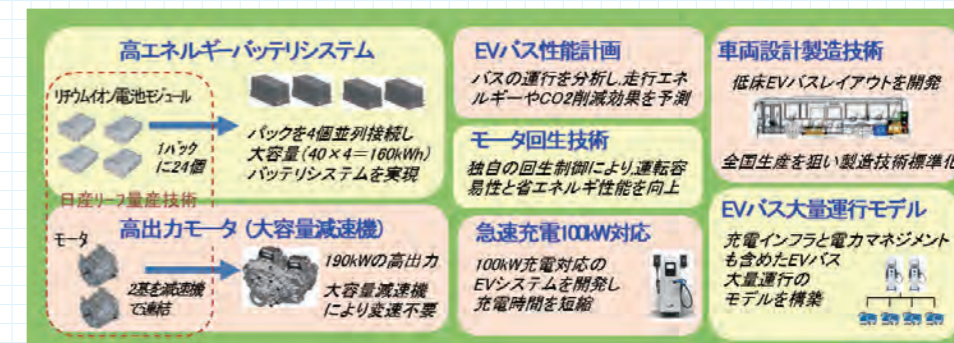 高エネルギーバッテリシステム
リチウムイオン電池モジュール
1パック
に24個
パックを4個並列接続し
大容量(40×4=160kWh)
バッテリシステムを実現
日産リーフ量産技術
高出力モータ(大容量減速機)
モータ
2基を減速機
で連結
190kWの高出力
大容量減速機
により変速不要
EVバス性能計画
バスの運行を分析し走行エネ
ルギーやCO2削減効果を予測
モータ回生技術
独自の回生制御により、運転容
易性と省エネルギ性能を向上
急速充電100kW対応
100kW充電対応の
EVシステムを開発し
充電時間を短縮
車両設計製造技術
低床EVバスレイアウトを開発
全国生産を狙い製造技術標準化
EVバス大量運行モデル
充電インフラと電力マネジメント
も含めたEVバス
大量運行の
モデルを構築